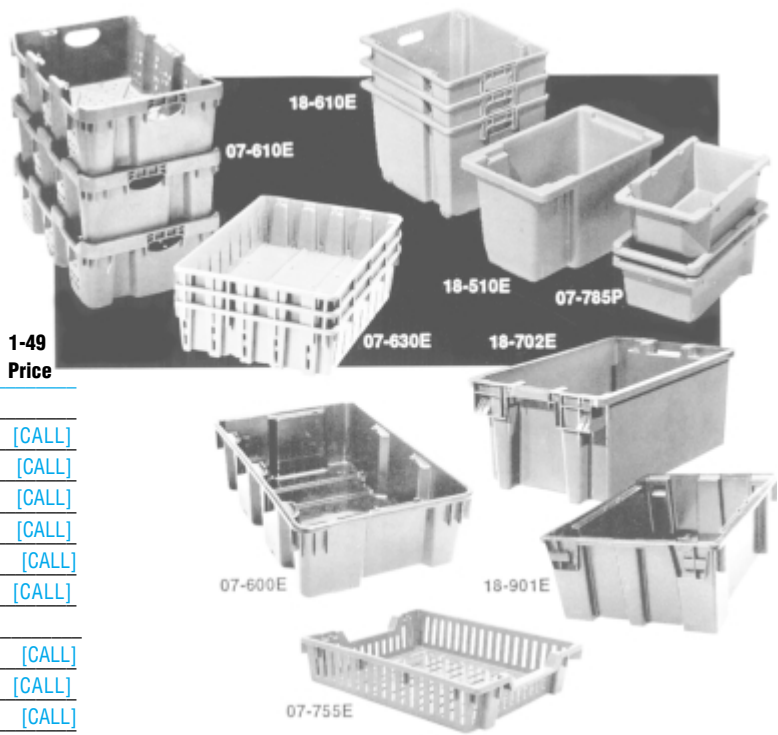 18-610E
07-610E
18-510E
07-785P
07-630E
18-702E
1-49
Price
[CALL]
[CALL]
[CALL]
[CALL]
[CALL]
[CALL]
[CALL]
[CALL]
[CALL]
07-600E
18-901E
07-755E